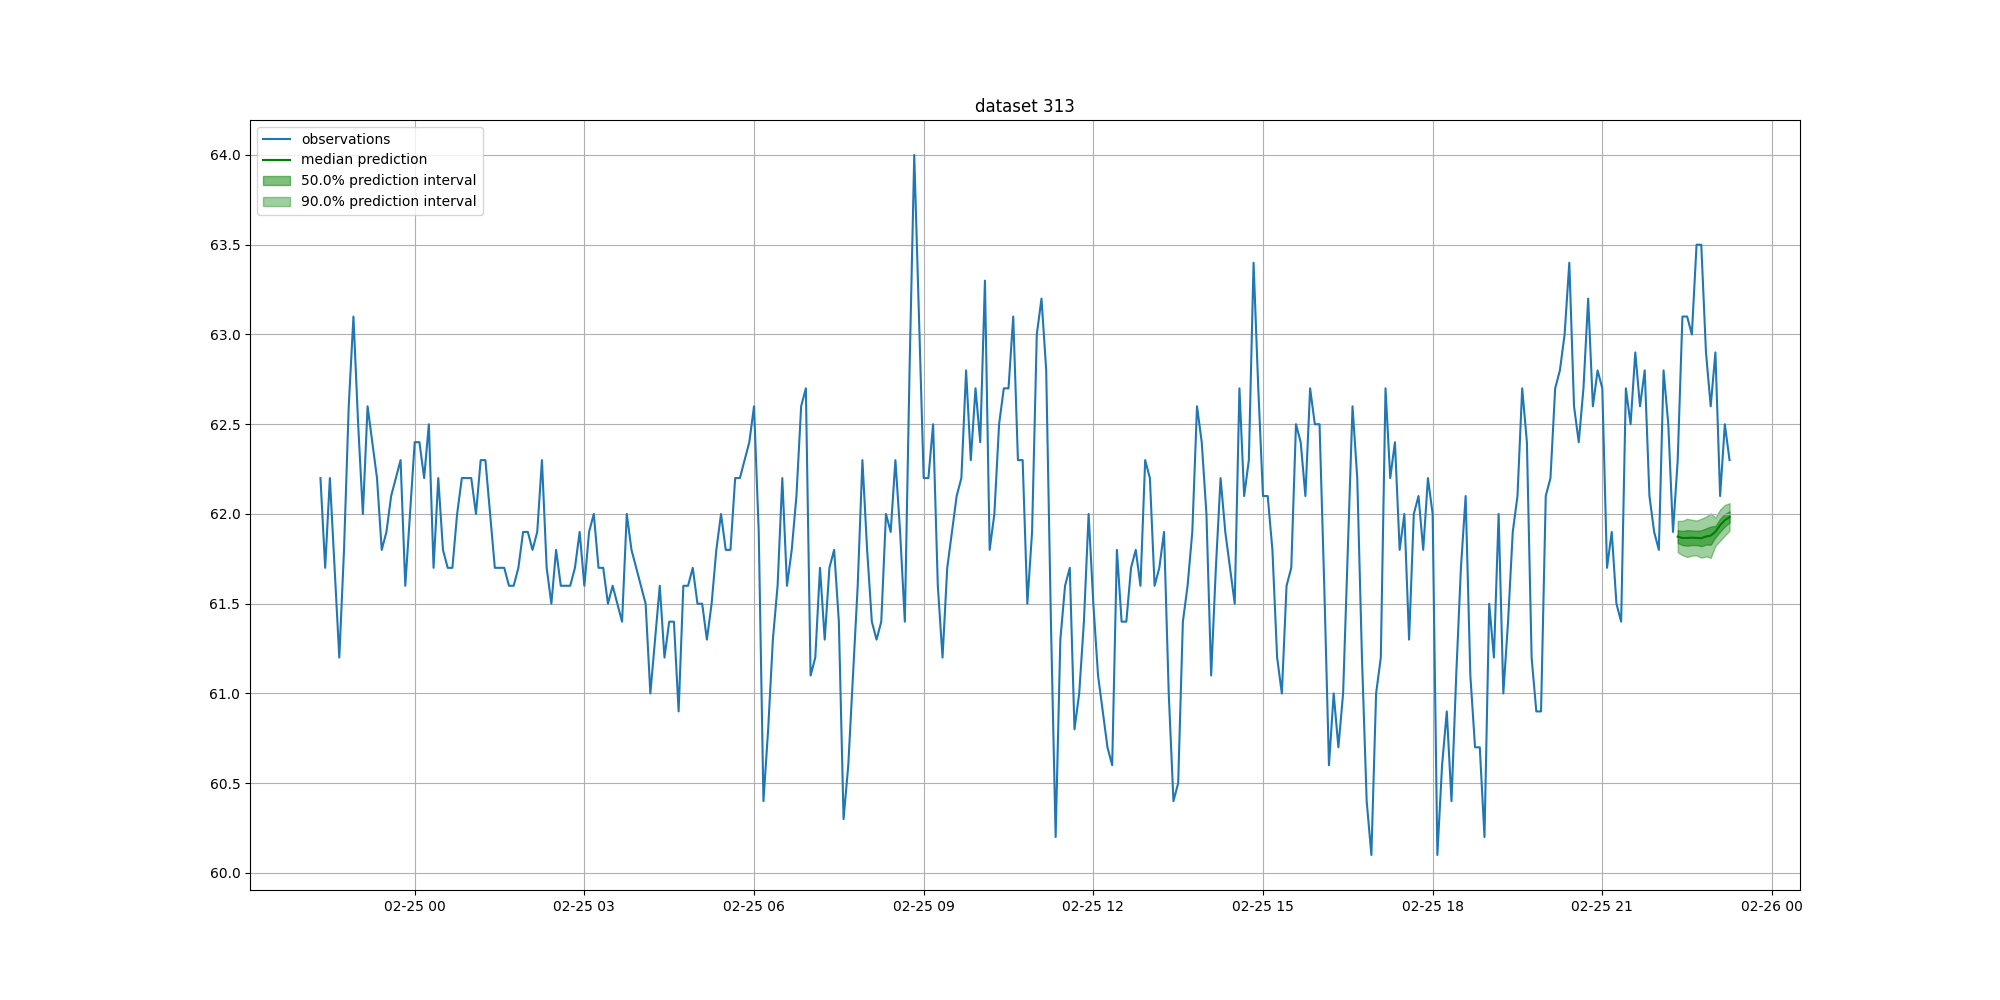 dataset 313
observations
median prediction
50.0% prediction interval
90.0% prediction interval
64.0
63.5
63.0
62.5
62.0
61.5
61.0
60.5
60.0
02-25 00 02-25 03 02-25 06 02-25 09 02-25 12 02-25 15 02-25 18 02-25 21 02-26 00